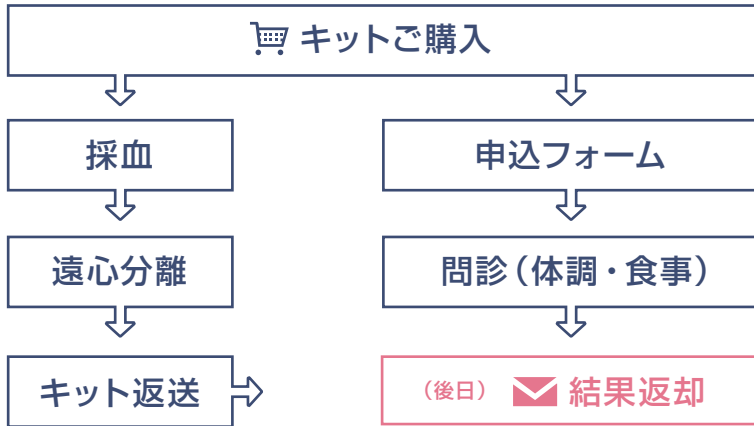 キットご購入
採血
申込フォーム
遠心分離
問診（体調・食事）
キット返送
（後日） 結果返却